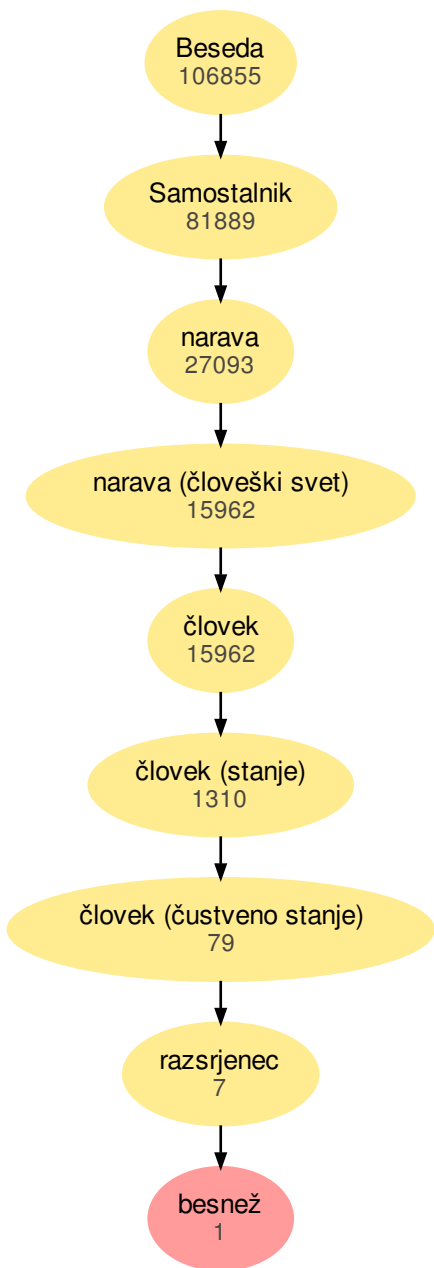 Beseda
106855
Samostalnik
81889
narava
27093
narava (človeški svet)
15962
človek
15962
človek (stanje)
1310
človek (čustveno stanje)
79
razsrjenec
7
besnež
1